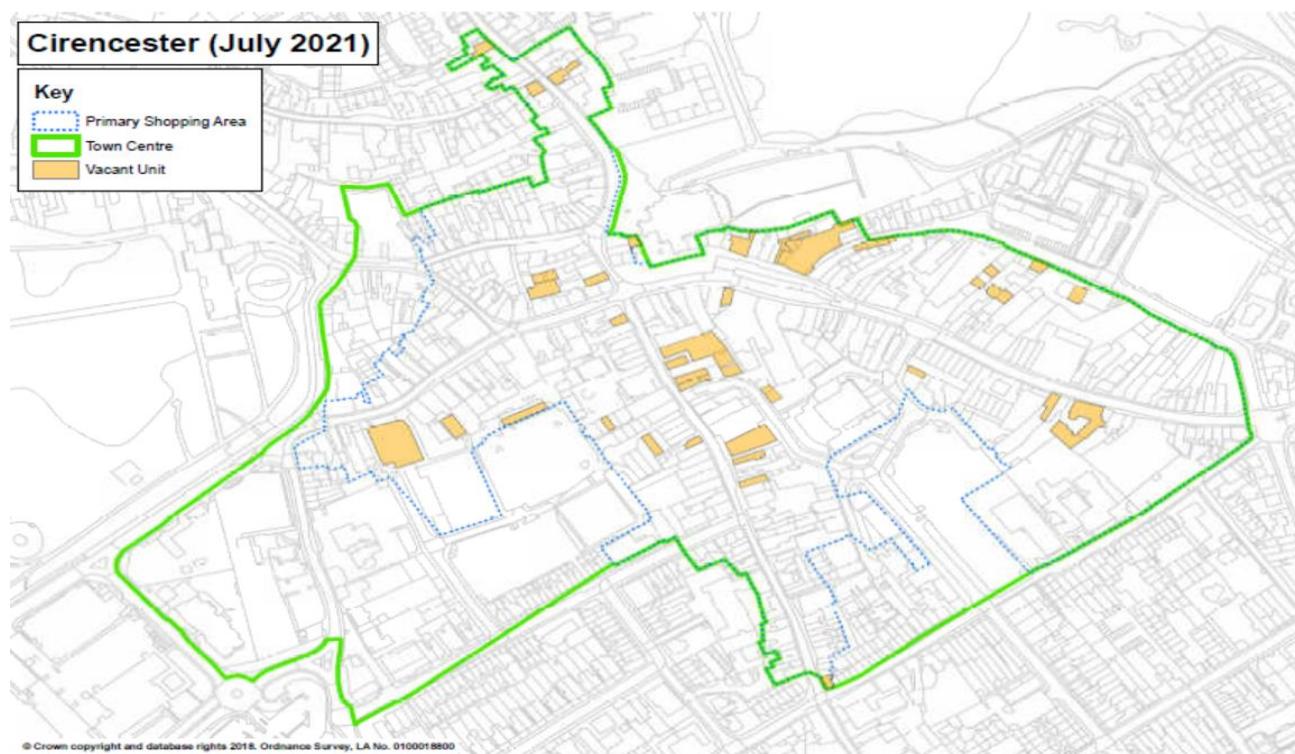 Cirencester (July 2021)
Key
Primary Shopping Area
Town Centre
Vacant Unit
© Crown copyright and database rights 2018. Ordnance Survey, LA No. 0100018800